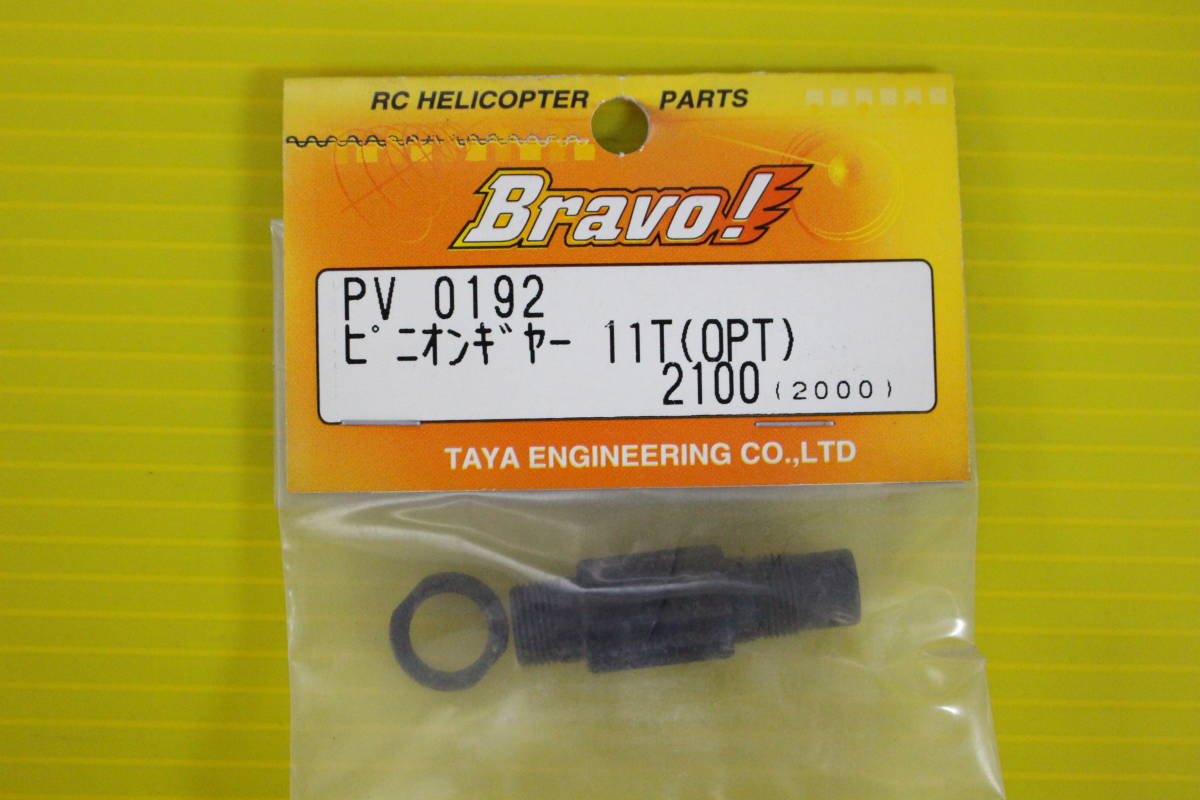 RC HELICOPTER PARTS
Bravo!
PV 0192
ﾋﾟﾆｵﾝｷﾞﾔｰ 11T(OPT)
2100 (2000)
TAYA ENGINEERING CO.,LTD